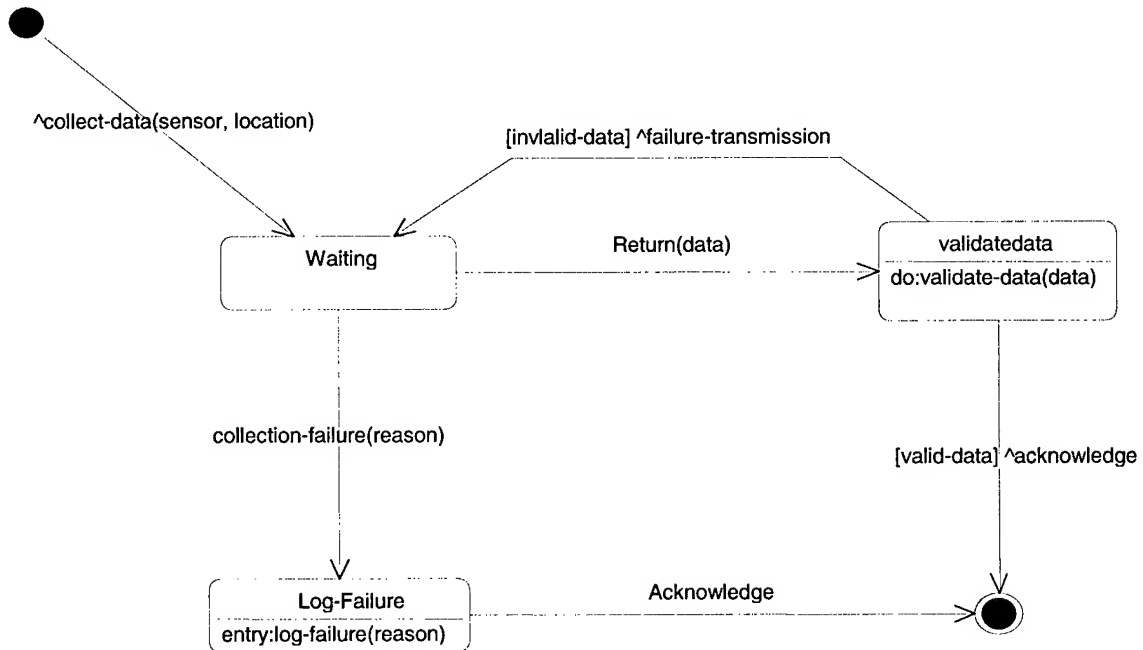 ^collect-data(sensor, location)
[invlalid-data] ^failure-transmission
Waiting
Return(data)
validatedata
do:validate-data(data)
collection-failure(reason)
[valid-data] ^acknowledge
Log-Failure
entry:log-failure(reason)
Acknowledge